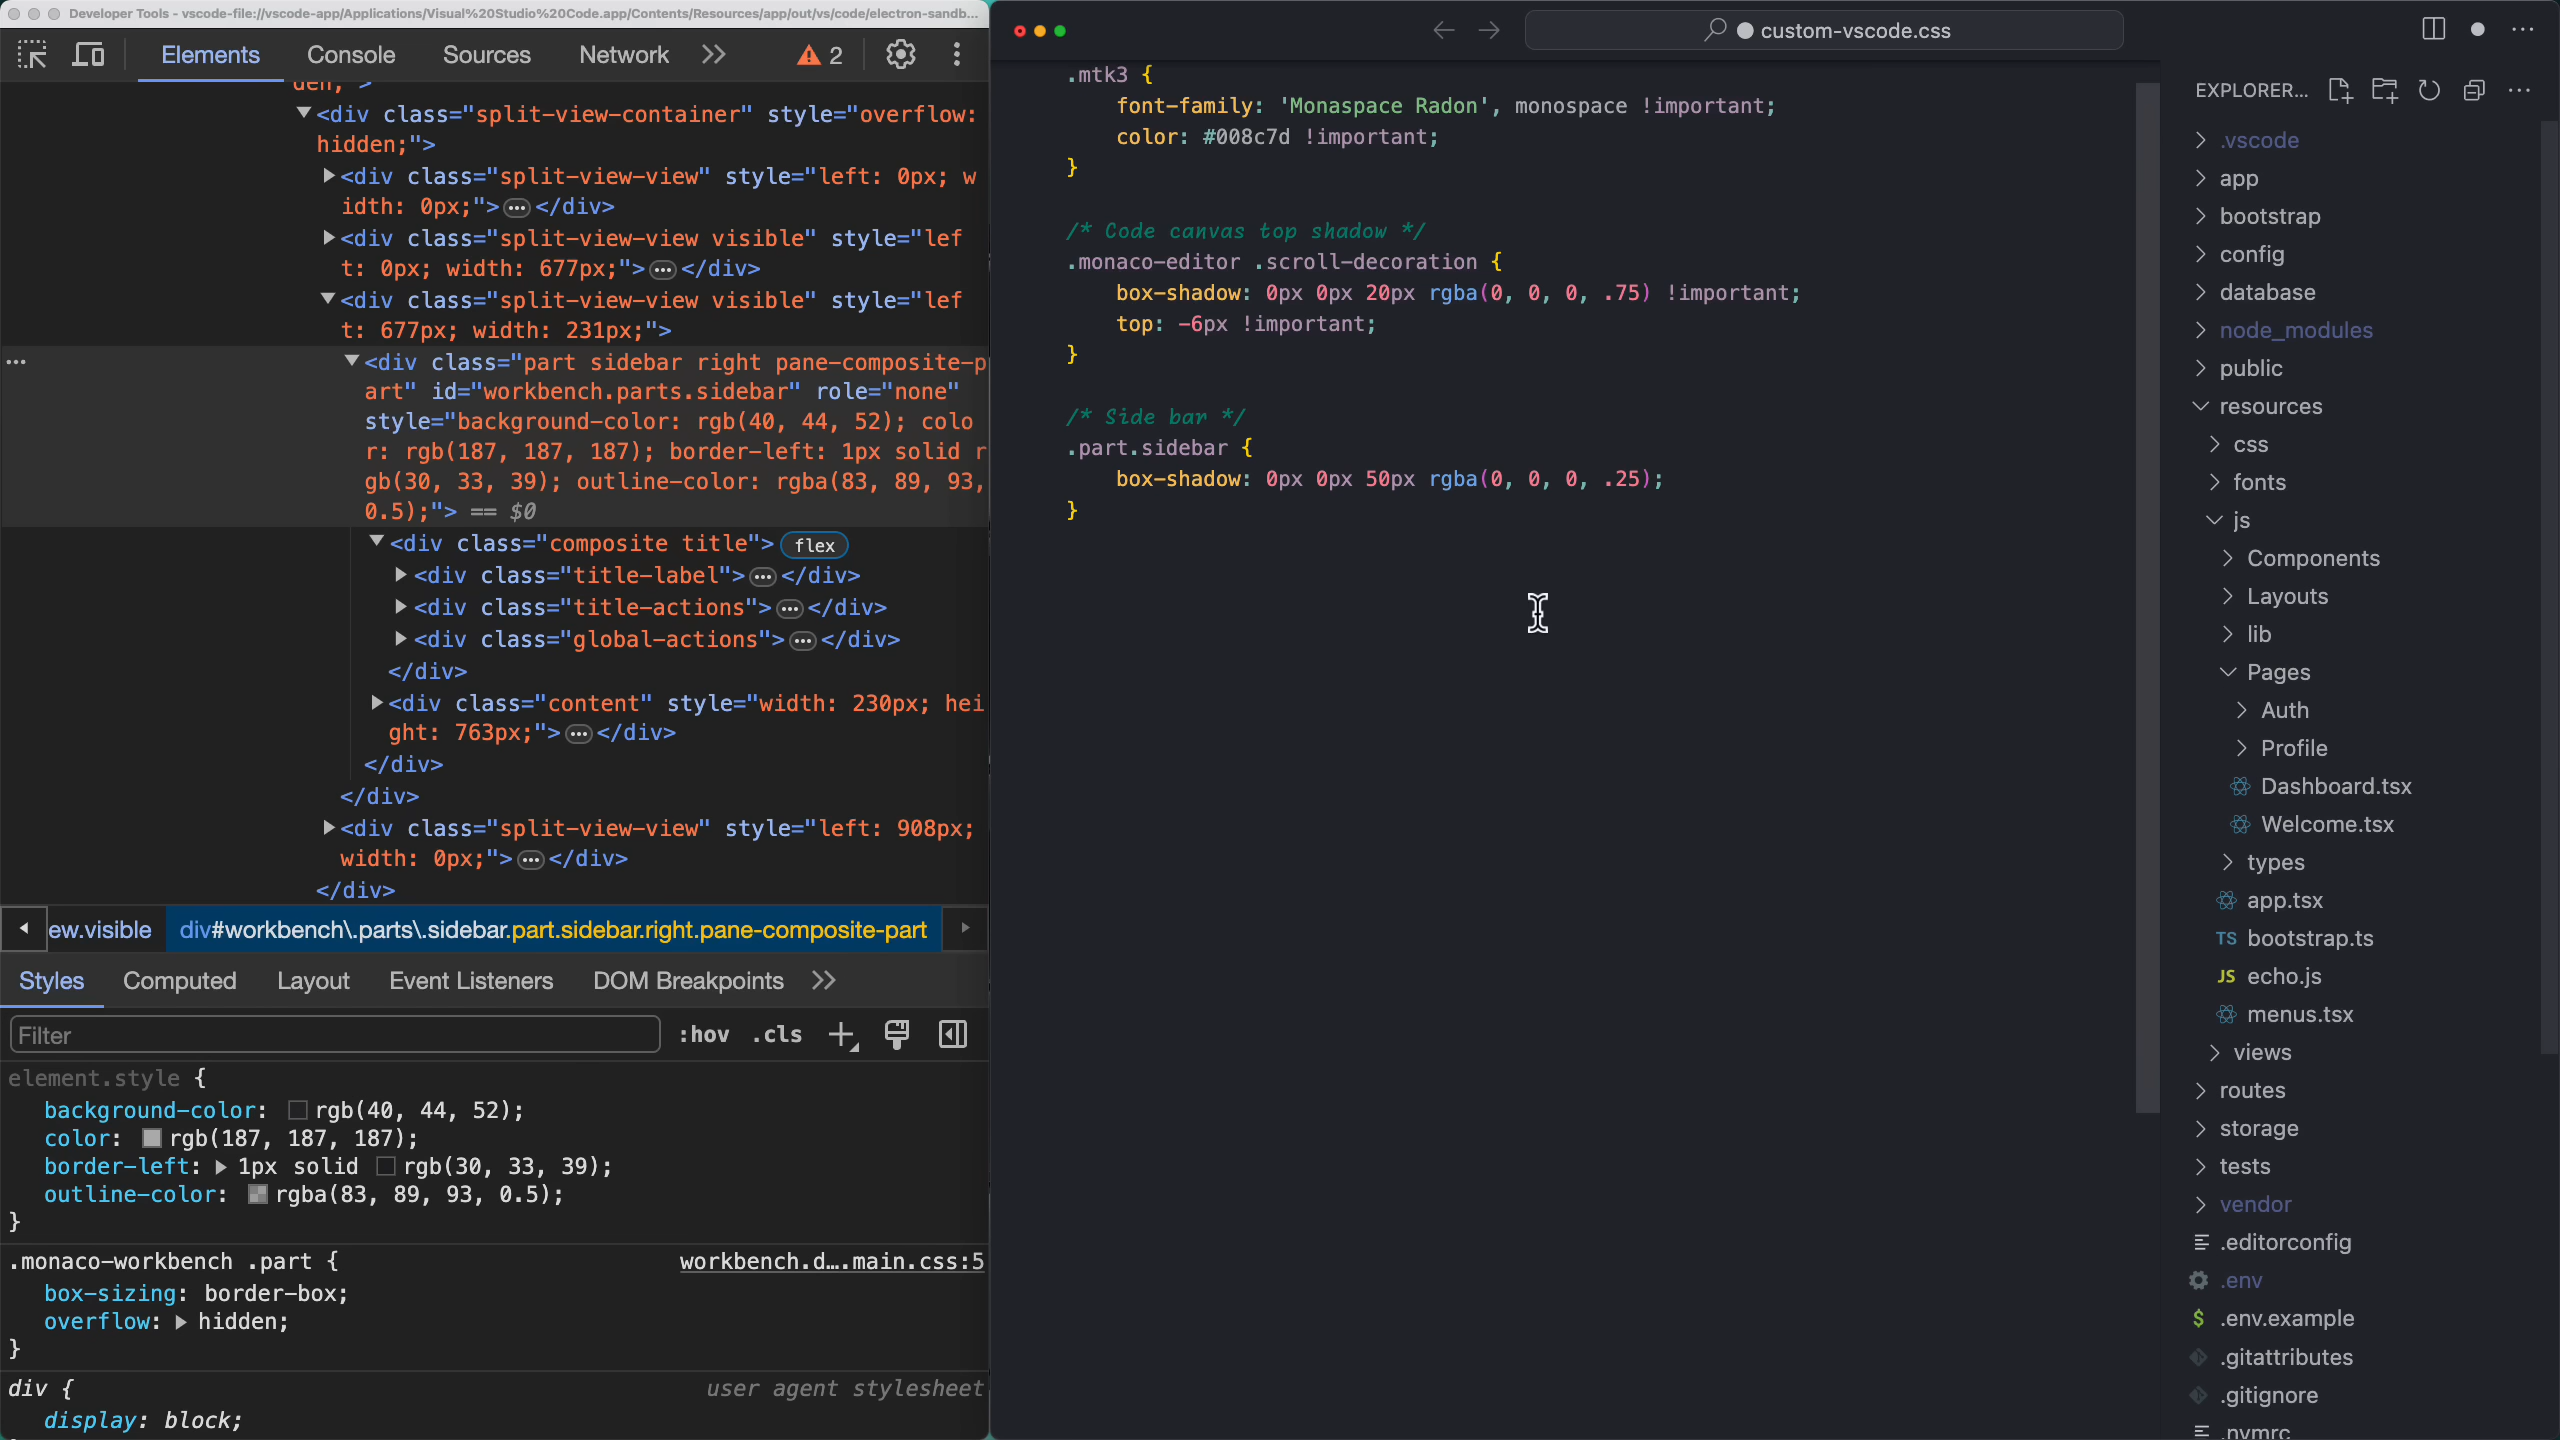 Developer Tools - vscode-file://vscode-app/Applications/Visual%20Studio%20Code.app/Contents/Resources/app/out/vs/code/electron-sandb...
Elements Console Sources Network 2
den;">
<div class="split-view-container" style="overflow:
hidden;">
<div class="split-view-view" style="left: 0px; w
idth: 0px;"> ••• </div>
<div class="split-view-view visible" style="lef
t: 0px; width: 677px;"> ••• </div>
<div class="split-view-view visible" style="lef
t: 677px; width: 231px;">
<div class="part sidebar right pane-composite-p
art" id="workbench.parts.sidebar" role="none"
style="background-color: rgb(40, 44, 52); colo
r: rgb(187, 187, 187); border-left: 1px solid r
gb(30, 33, 39); outline-color: rgba(83, 89, 93,
0.5);"> == $0
<div class="composite title"> flex
<div class="title-label"> ••• </div>
<div class="title-actions"> ••• </div>
<div class="global-actions"> ••• </div>
</div>
<div class="content" style="width: 230px; hei
ght: 763px;"> ••• </div>
</div>
</div>
<div class="split-view-view" style="left: 908px;
width: 0px;"> ••• </div>
</div>
ew.visible div#workbench\.parts\.sidebar.part.sidebar.right.pane-composite-part
Styles Computed Layout Event Listeners DOM Breakpoints
Filter :hov .cls
element.style {
background-color: rgb(40, 44, 52);
color: rgb(187, 187, 187);
border-left: 1px solid rgb(30, 33, 39);
outline-color: rgba(83, 89, 93, 0.5);
}
.monaco-workbench .part { workbench.d….main.css:5
box-sizing: border-box;
overflow: hidden;
}
div { user agent stylesheet
display: block;
custom-vscode.css
.mtk3 {
font-family: 'Monaspace Radon', monospace !important;
color: #008c7d !important;
}
/* Code canvas top shadow */
.monaco-editor .scroll-decoration {
box-shadow: 0px 0px 20px rgba(0, 0, 0, .75) !important;
top: -6px !important;
}
/* Side bar */
.part.sidebar {
box-shadow: 0px 0px 50px rgba(0, 0, 0, .25);
}
EXPLORER...
.vscode
app
bootstrap
config
database
node_modules
public
resources
css
fonts
js
Components
Layouts
lib
Pages
Auth
Profile
Dashboard.tsx
Welcome.tsx
types
app.tsx
TS bootstrap.ts
JS echo.js
menus.tsx
views
routes
storage
tests
vendor
.editorconfig
.env
$ .env.example
.gitattributes
.gitignore
.nvmrc